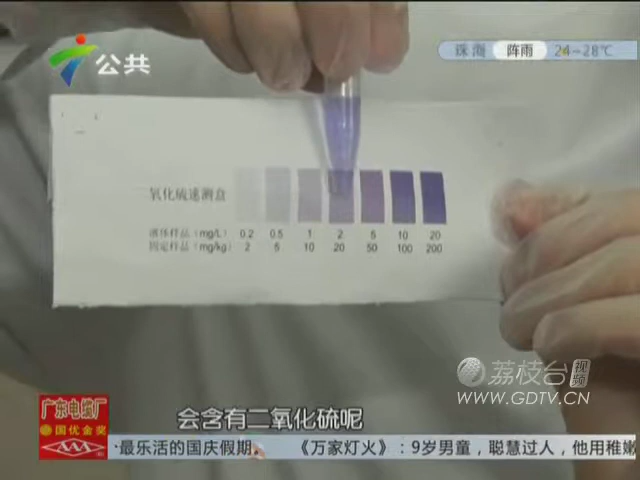 公共
珠海 阵雨 24-28℃
氧化硫速测盒
液体样品 (mg/L) 0.2 0.5 1 2 5 10 20
固定样品 (mg/kg) 2 5 10 20 50 100 200
荔枝台 视频
WWW.GDTV.CN
广东电缆厂
国优金奖
AAA
会含有二氧化硫呢
·最乐活的国庆假期 《万家灯火》:9岁男童,聪慧过人,他用稚嫩